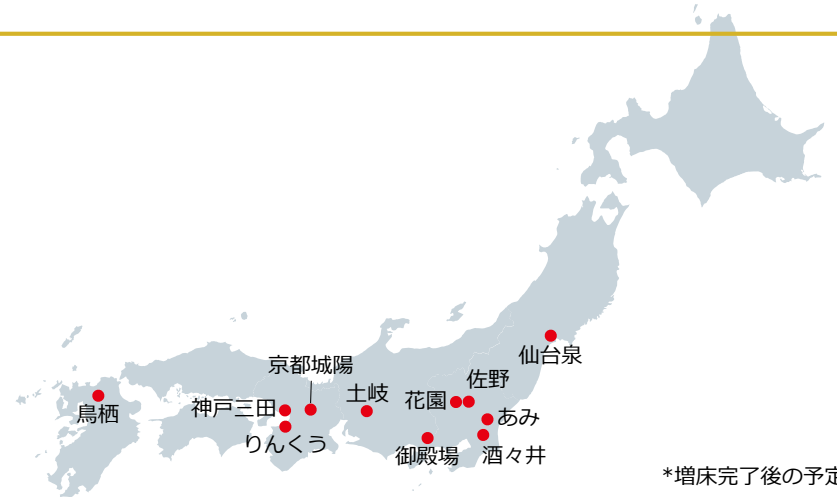 仙台泉
京都城陽
佐野
土岐
花園
神戸三田
鳥栖
あみ
りんくう
御殿場
酒々井
*増床完了後の予定